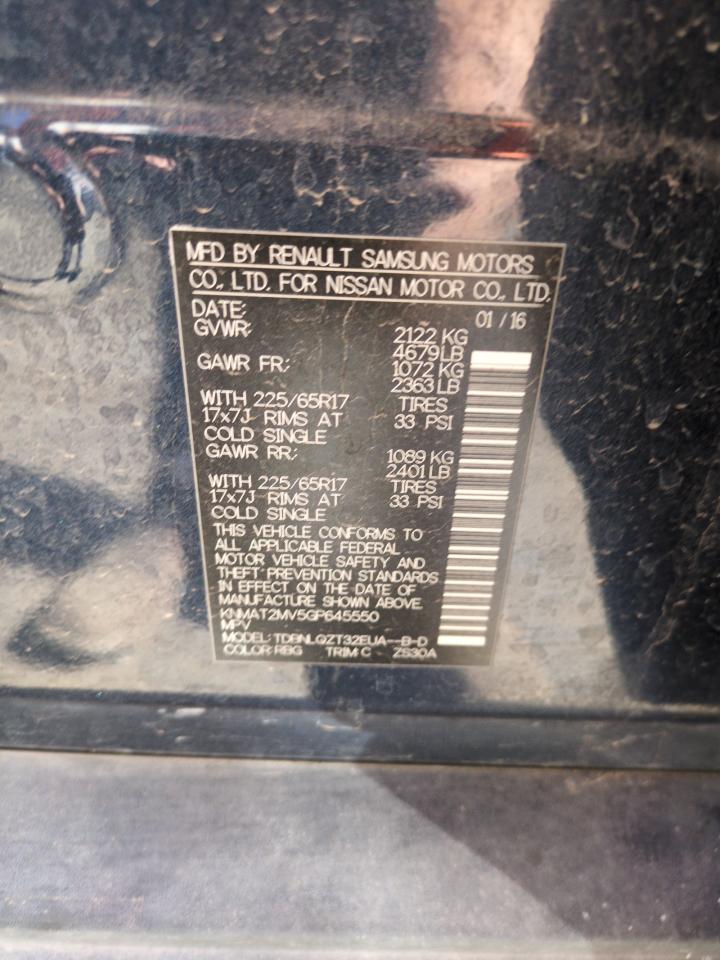 MFD BY RENAULT SAMSUNG MOTORS
CO., LTD. FOR NISSAN MOTOR CO., LTD.
DATE: 01 / 16
GVWR: 2122 KG
4679 LB
GAWR FR: 1072 KG
2363 LB
WITH 225/65R17 TIRES
17x7J RIMS AT 33 PSI
COLD SINGLE
GAWR RR: 1089 KG
2401 LB
WITH 225/65R17 TIRES
17x7J RIMS AT 33 PSI
COLD SINGLE
THIS VEHICLE CONFORMS TO
ALL APPLICABLE FEDERAL
MOTOR VEHICLE SAFETY AND
THEFT PREVENTION STANDARDS
IN EFFECT ON THE DATE OF
MANUFACTURE SHOWN ABOVE.
KNMAT2MV5GP645550
MPV
MODEL: TDBNLQZT32EUA--B-D
COLOR: RBG TRIM: C ZS30A